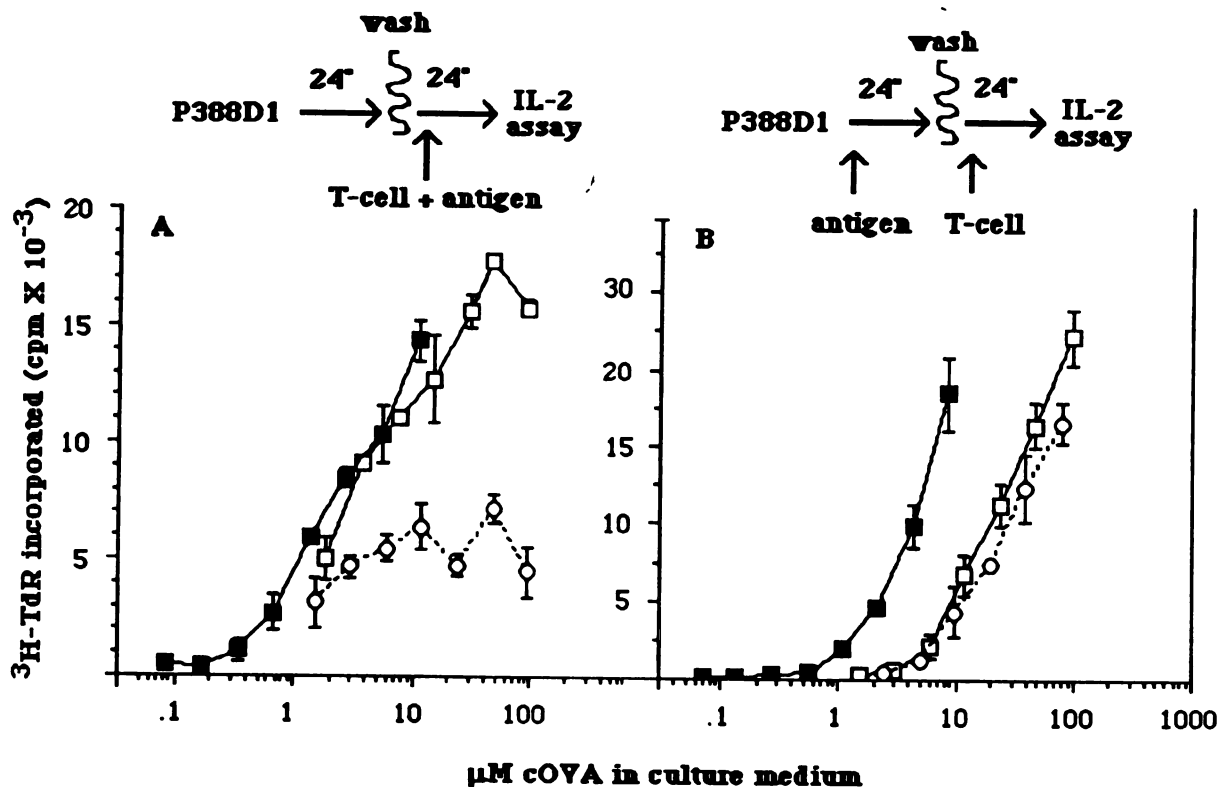 wash
24° 24°
P388D1 IL-2
assay
T-cell + antigen
wash
24° 24°
P388D1 IL-2
assay
antigen T-cell
³H-TdR incorporated (cpm X 10⁻³)
A
20
15
10
5
.1 1 10 100
B
30
20
15
10
5
.1 1 10 100 1000
µM cOVA in culture medium